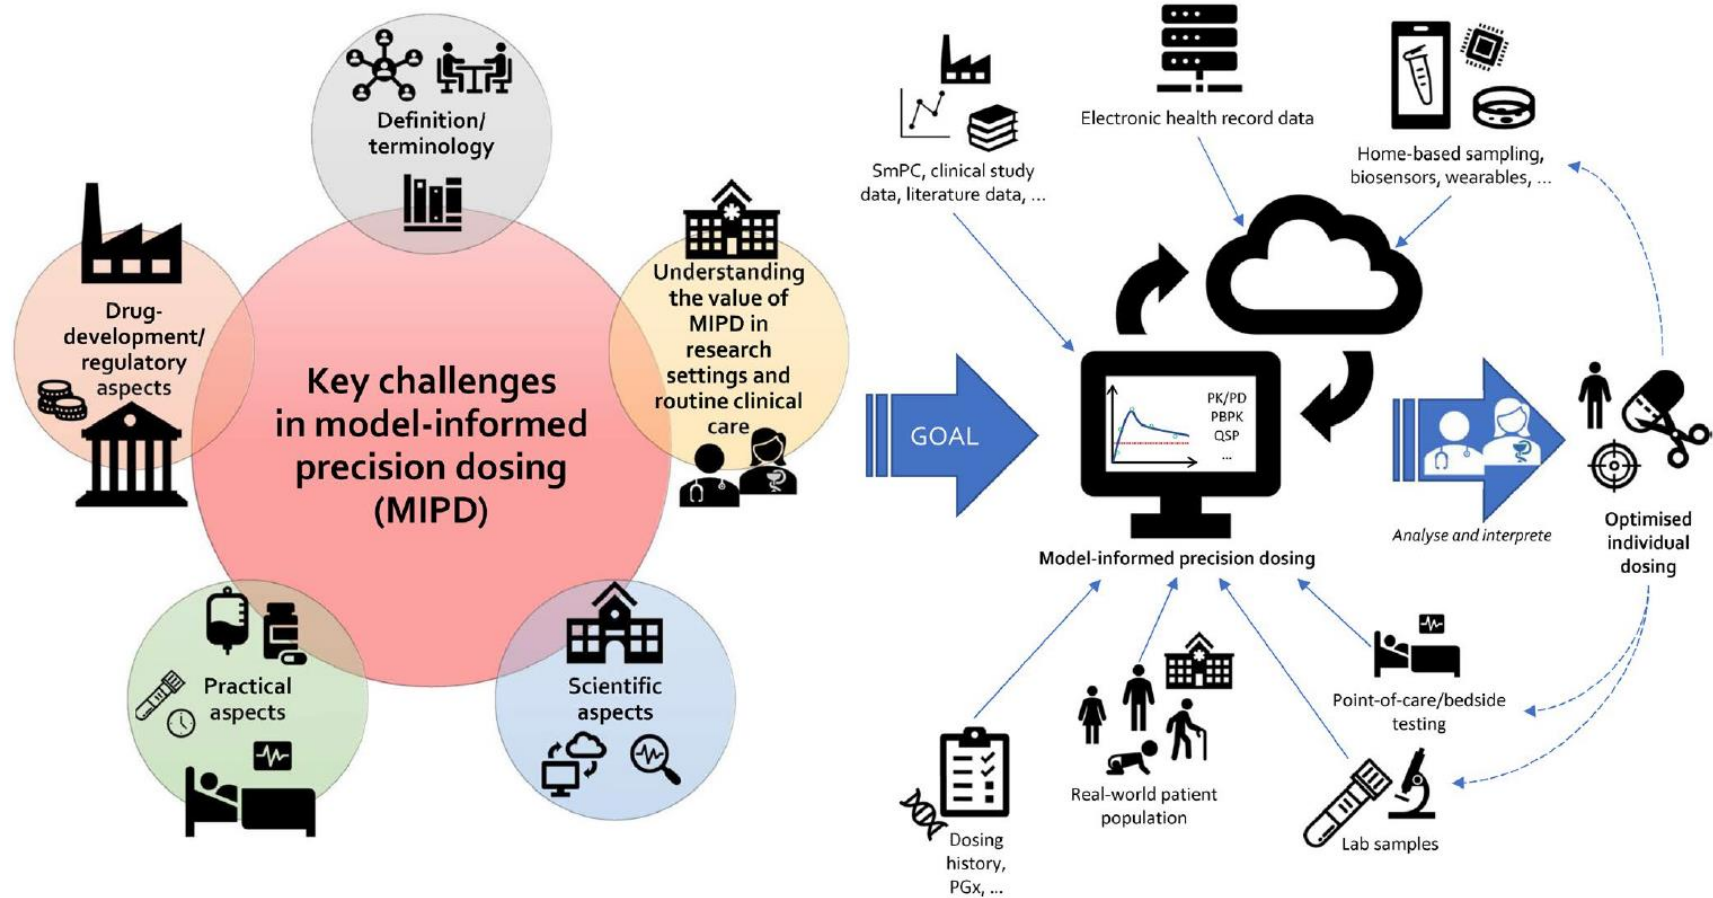 Definition/
terminology
Drug-
development/
regulatory
aspects
Understanding
the value of
MIPD in
research
settings and
routine clinical
care
Key challenges
in model-informed
precision dosing
(MIPD)
Practical
aspects
Scientific
aspects
SmPC, clinical study
data, literature data, ...
Electronic health record data
Home-based sampling,
biosensors, wearables, ...
GOAL
PK/PD
PBPK
QSP
...
Model-informed precision dosing
Analyse and interprete
Optimised
individual
dosing
Dosing
history,
PGx, ...
Real-world patient
population
Point-of-care/bedside
testing
Lab samples